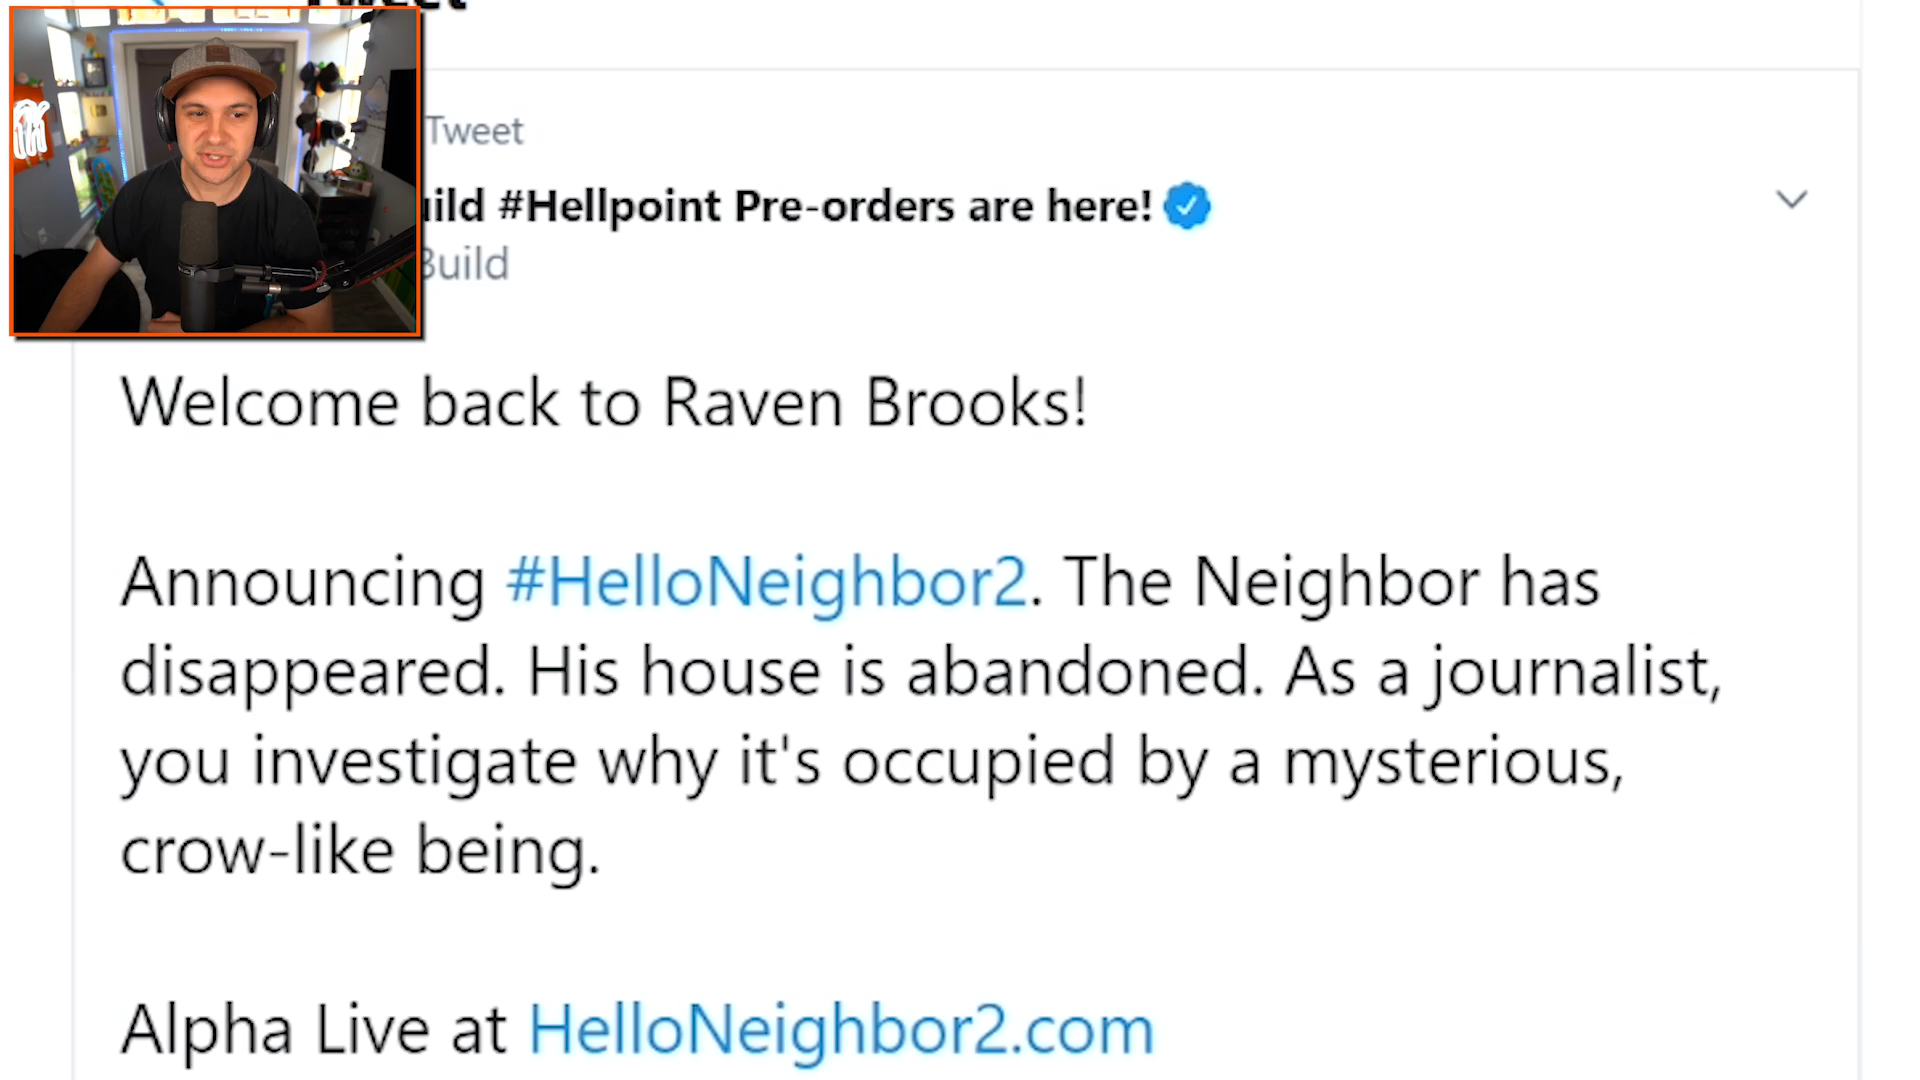 Tweet
Tweet
#Hellpoint Pre-orders are here!
Welcome back to Raven Brooks!
Announcing #HelloNeighbor2. The Neighbor has
disappeared. His house is abandoned. As a journalist,
you investigate why it's occupied by a mysterious,
crow-like being.
Alpha Live at HelloNeighbor2.com